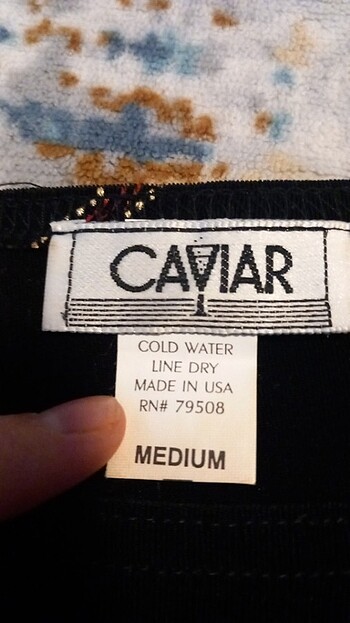 CAVIAR
COLD WATER
LINE DRY
MADE IN USA
RN# 79508
MEDIUM